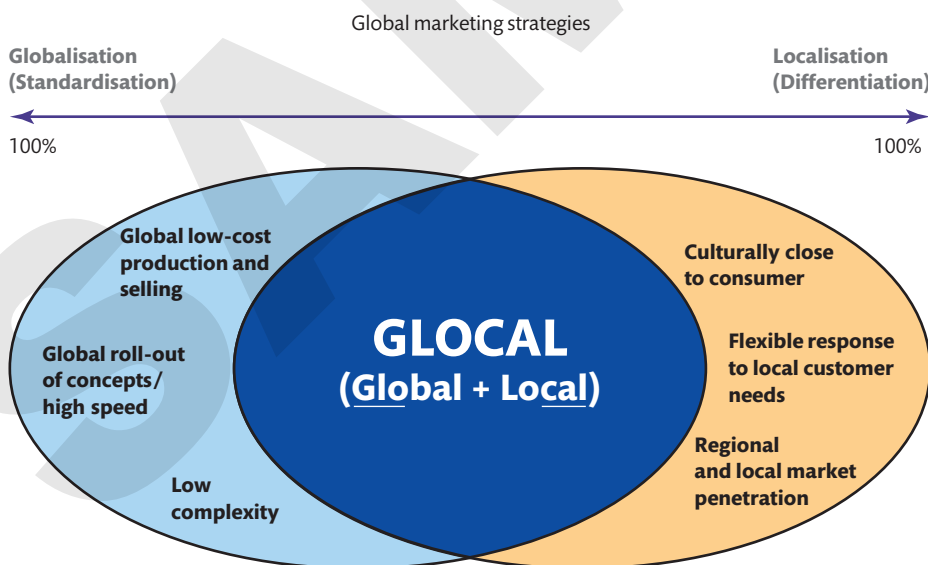 Global marketing strategies
Globalisation
(Standardisation)
Localisation
(Differentiation)
100%
100%
Global low-cost
production and
selling
Global roll-out
of concepts/
high speed
Low
complexity
GLOCAL
(Global + Local)
Culturally close
to consumer
Flexible response
to local customer
needs
Regional
and local market
penetration